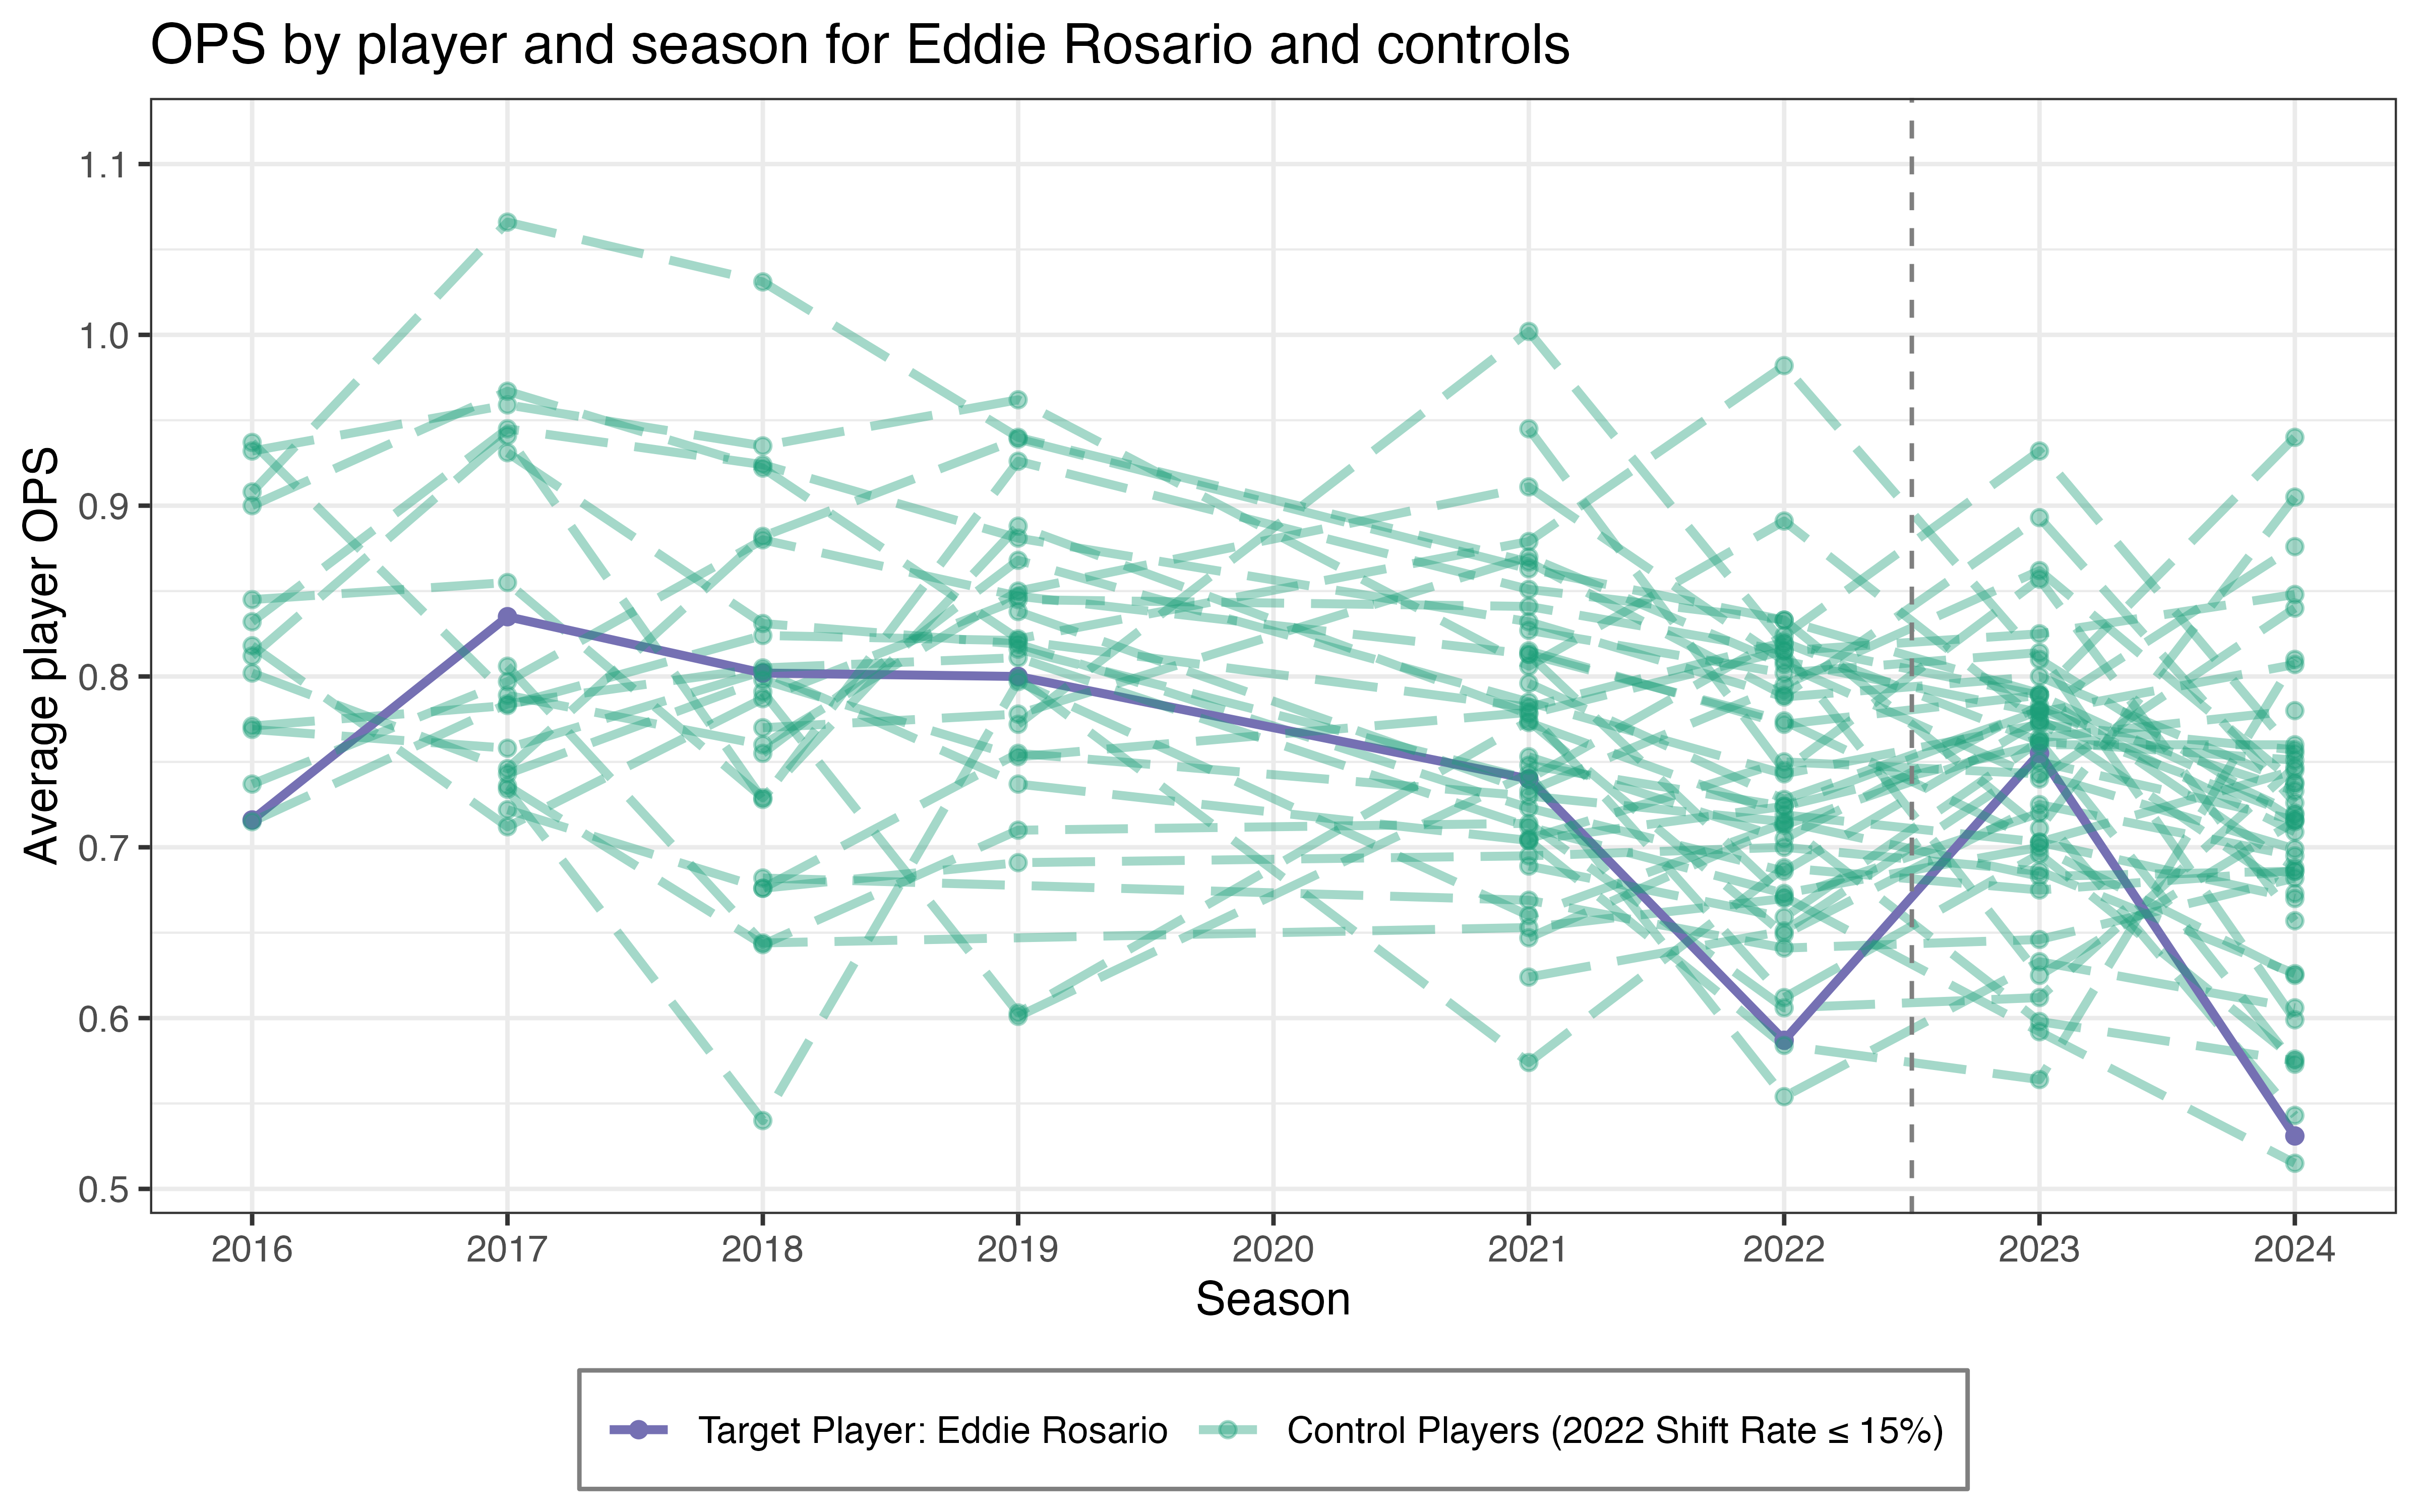 OPS by player and season for Eddie Rosario and controls
Average player OPS
1.1
1.0
0.9
0.8
0.7
0.6
0.5
2016 2017 2018 2019 2020 2021 2022 2023 2024
Season
Target Player: Eddie Rosario Control Players (2022 Shift Rate ≤ 15%)